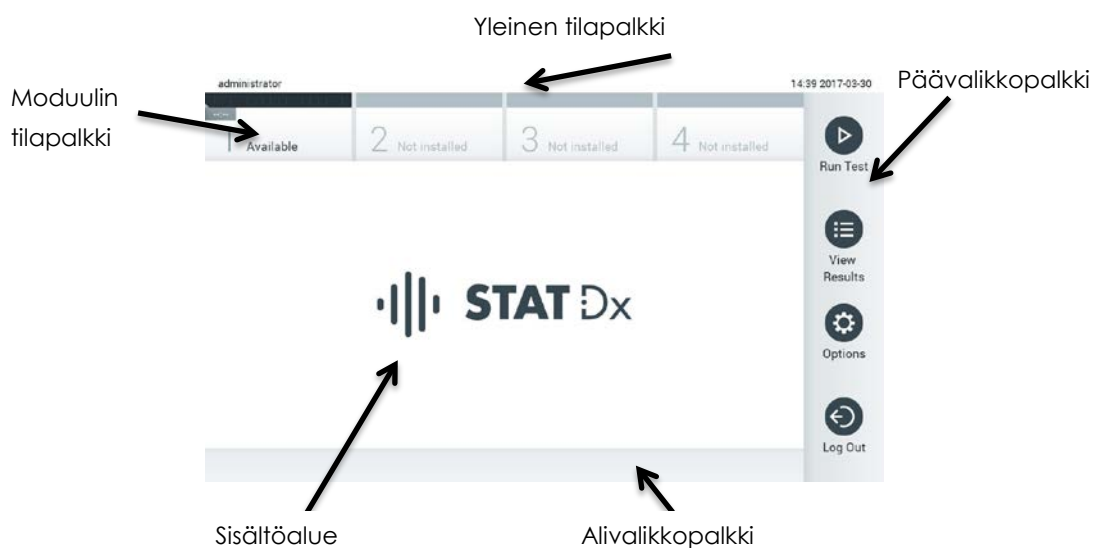 Yleinen tilapalkki
administrator
14:39 2017-03-30
Päävalikkopalkki
Moduulin
tilapalkki
1 Available
2 Not installed
3 Not installed
4 Not installed
Run Test
View
Results
STAT Dx
Options
Log Out
Sisältöalue
Alivalikkopalkki